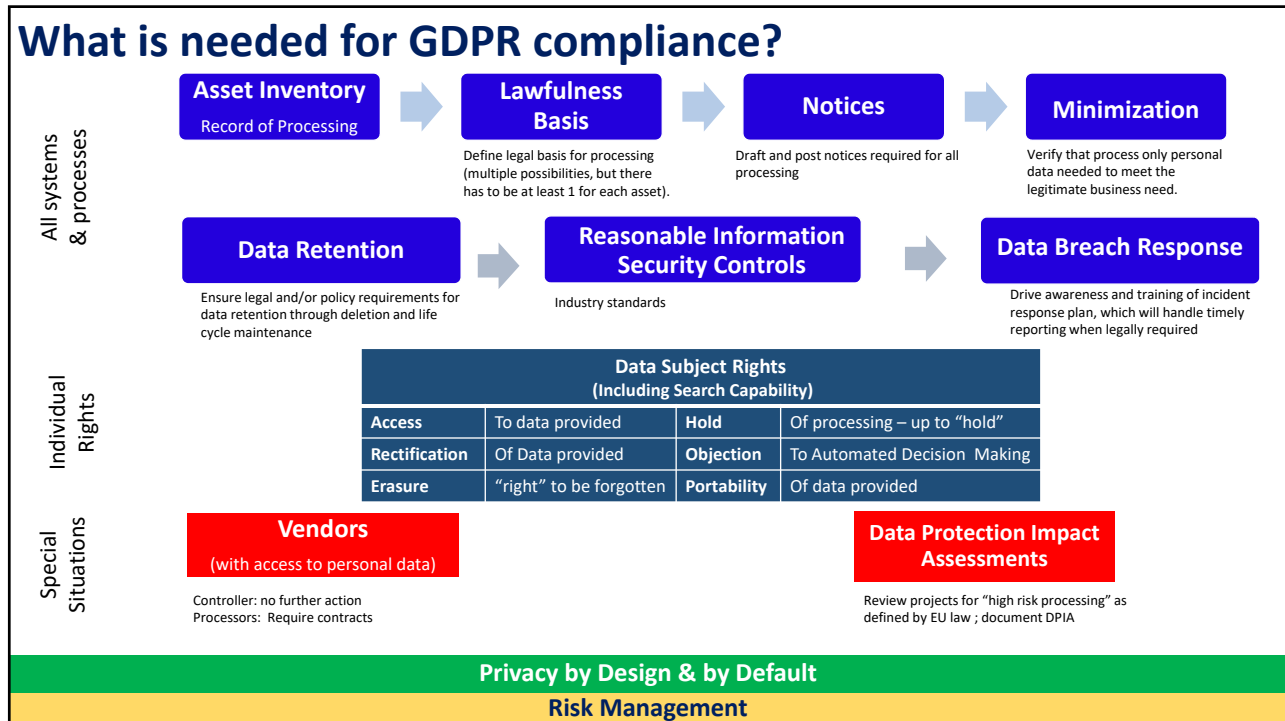 What is needed for GDPR compliance?
All systems
& processes
Asset Inventory
Record of Processing
Lawfulness
Basis
Define legal basis for processing
(multiple possibilities, but there
has to be at least 1 for each asset).
Notices
Draft and post notices required for all
processing
Minimization
Verify that process only personal
data needed to meet the
legitimate business need.
Data Retention
Ensure legal and/or policy requirements for
data retention through deletion and life
cycle maintenance
Reasonable Information
Security Controls
Industry standards
Data Breach Response
Drive awareness and training of incident
response plan, which will handle timely
reporting when legally required
Individual
Rights
Data Subject Rights
(Including Search Capability)
Access To data provided Hold Of processing – up to “hold”
Rectification Of Data provided Objection To Automated Decision Making
Erasure “right” to be forgotten Portability Of data provided
Special
Situations
Vendors
(with access to personal data)
Controller: no further action
Processors: Require contracts
Data Protection Impact
Assessments
Review projects for “high risk processing” as
defined by EU law ; document DPIA
Privacy by Design & by Default
Risk Management